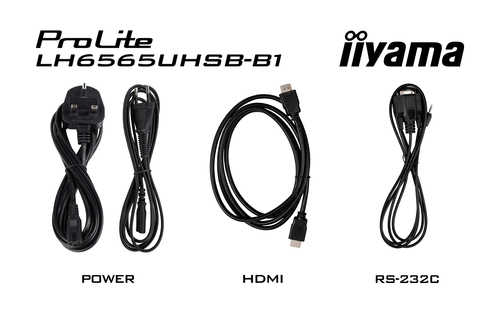 ProLite
LH6565UHSB-B1
iiyama
POWER
HDMI
RS-232C